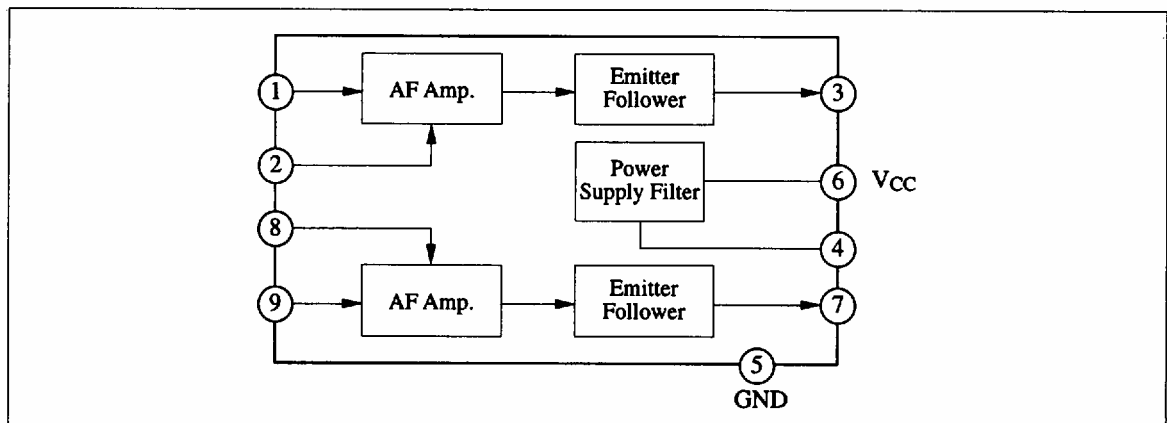 1
AF Amp.
Emitter
Follower
3
2
Power
Supply Filter
6
VCC
8
4
9
AF Amp.
Emitter
Follower
7
5
GND